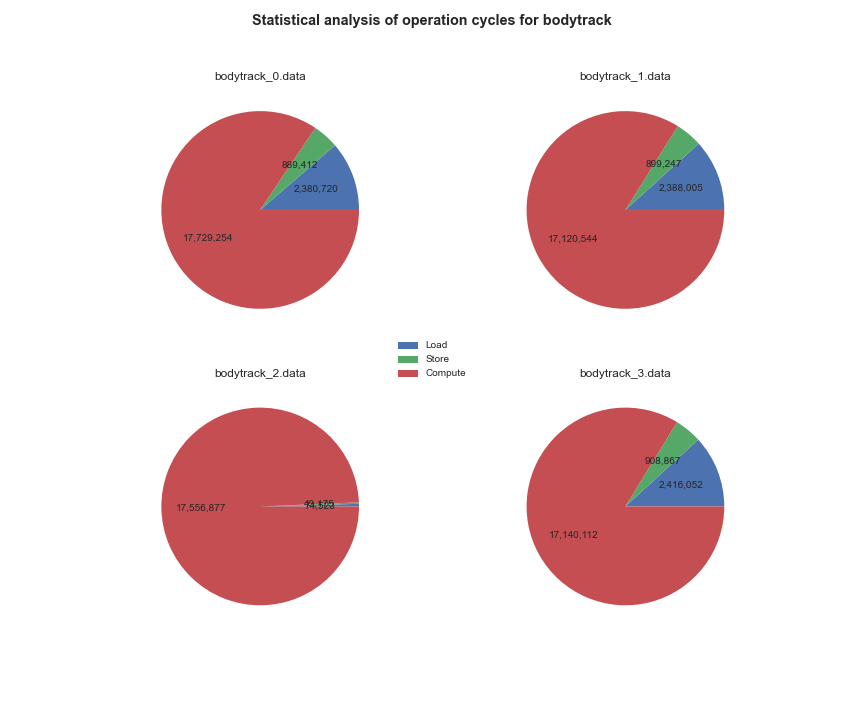 Statistical analysis of operation cycles for bodytrack
bodytrack_0.data
889,412
2,380,720
17,729,254
bodytrack_1.data
899,247
2,388,005
17,120,544
Load
Store
Compute
bodytrack_2.data
17,556,877
bodytrack_3.data
908,867
2,416,052
17,140,112